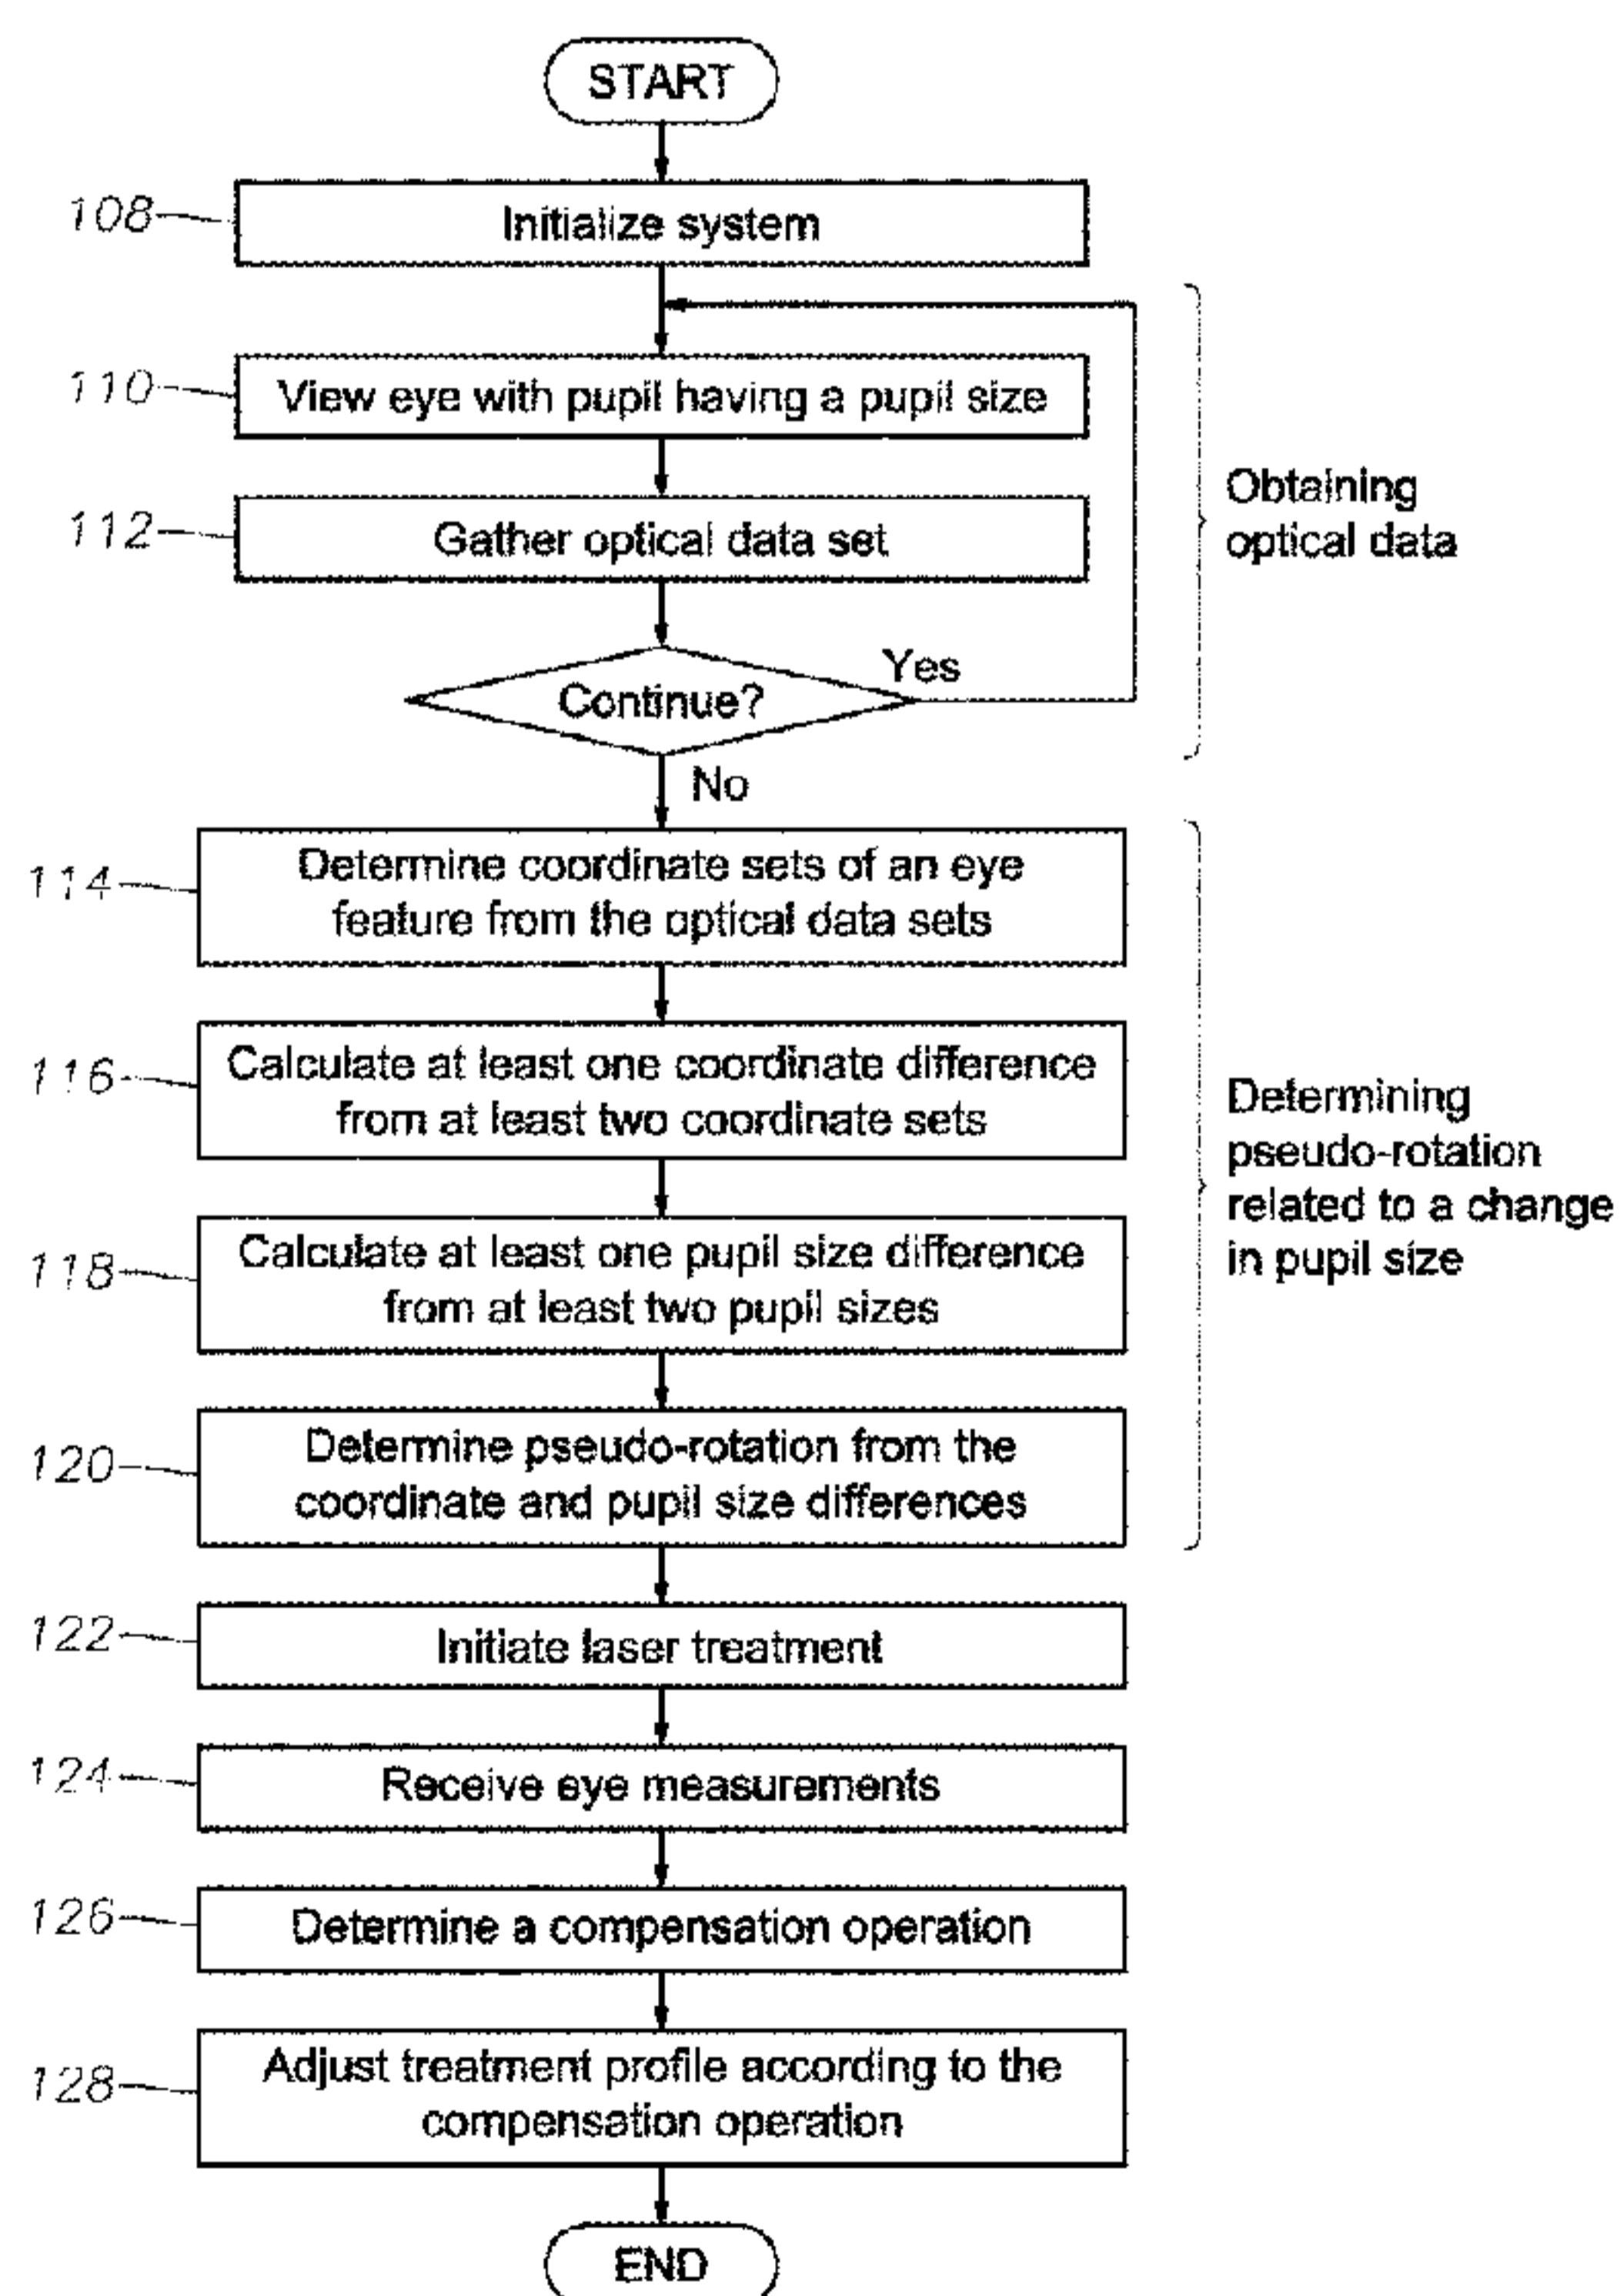 START
108
Initialize system
110
View eye with pupil having a pupil size
112
Gather optical data set
Obtaining
optical data
Continue?
Yes
No
114
Determine coordinate sets of an eye
feature from the optical data sets
116
Calculate at least one coordinate difference
from at least two coordinate sets
118
Calculate at least one pupil size difference
from at least two pupil sizes
120
Determine pseudo-rotation from the
coordinate and pupil size differences
Determining
pseudo-rotation
related to a change
in pupil size
122
Initiate laser treatment
124
Receive eye measurements
126
Determine a compensation operation
128
Adjust treatment profile according to the
compensation operation
END